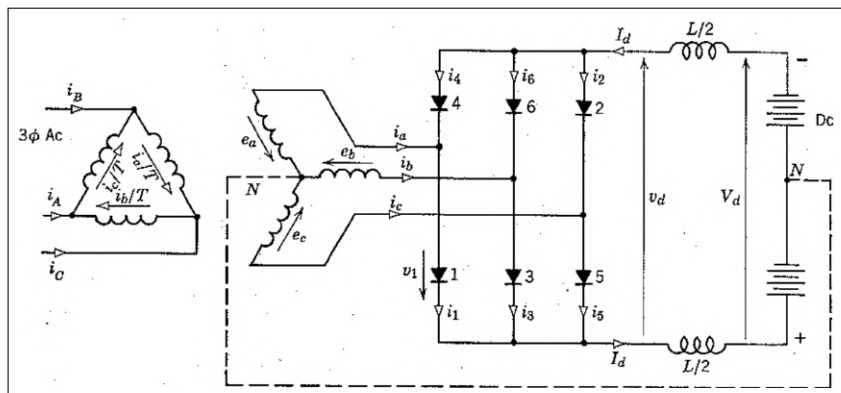 I_d L/2
i_4 i_6 i_2 -
i_B 4 6 2 Dc
3ϕ Ac
i_c/T i_a/T e_a i_a
e_b i_b
N v_d V_d N
i_A i_b/T
i_c
e_c
v_1 1 3 5
i_C i_1 i_3 i_5
+
I_d L/2